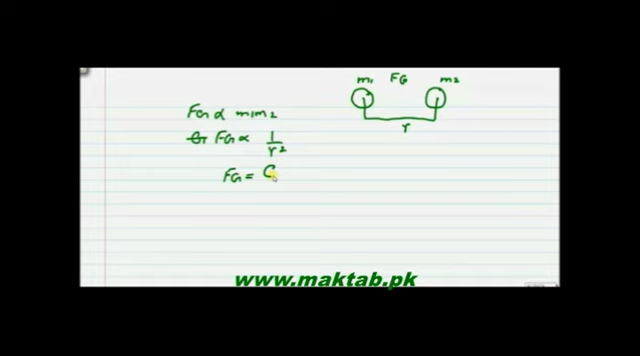 m1 FG m2
FG ∝ m1m2
r
FG ∝ 1/r²
FG = G
www.maktab.pk